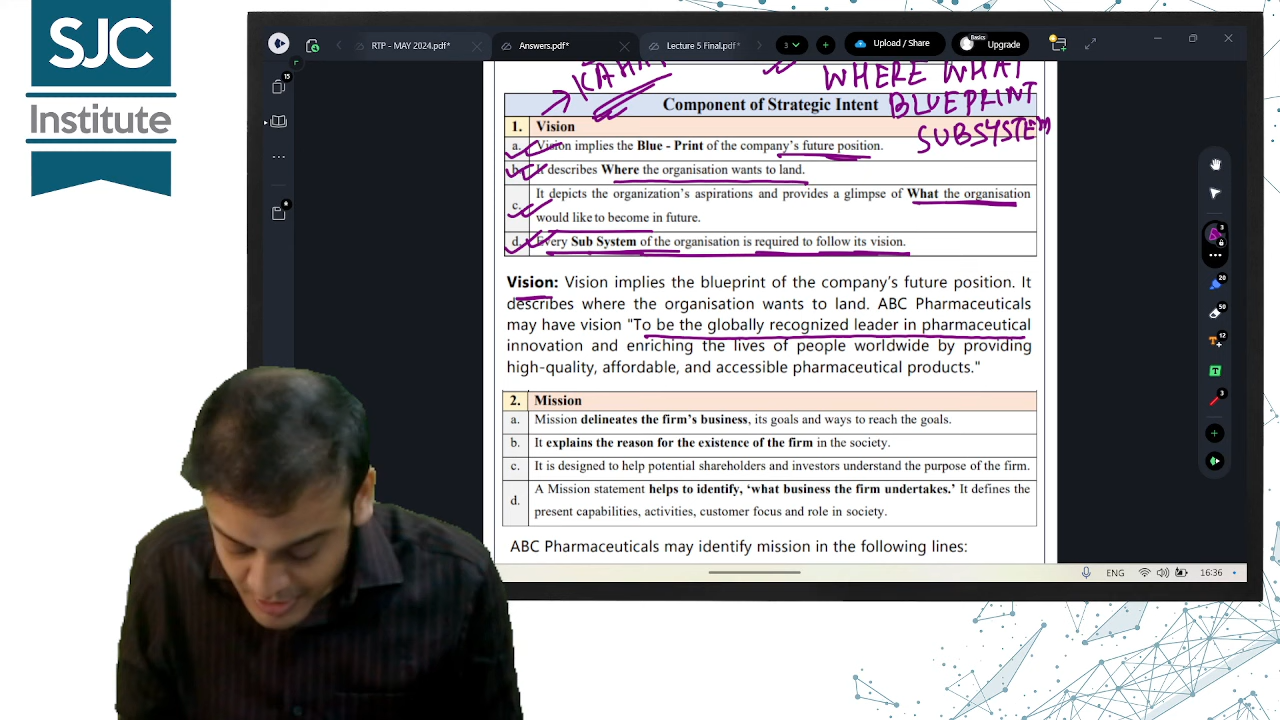 SJC
Institute
RTP - MAY 2024.pdf*
Answers.pdf*
Lecture 5 Final.pdf*
3
Upload / Share
Basics
Upgrade
15
WHERE WHAT
BLUEPRINT
SUBSYSTEM
Component of Strategic Intent
1. Vision
a. Vision implies the Blue - Print of the company's future position.
b. It describes Where the organisation wants to land.
c. It depicts the organization's aspirations and provides a glimpse of What the organisation
would like to become in future.
d. Every Sub System of the organisation is required to follow its vision.
Vision: Vision implies the blueprint of the company's future position. It
describes where the organisation wants to land. ABC Pharmaceuticals
may have vision "To be the globally recognized leader in pharmaceutical
innovation and enriching the lives of people worldwide by providing
high-quality, affordable, and accessible pharmaceutical products."
2. Mission
a. Mission delineates the firm's business, its goals and ways to reach the goals.
b. It explains the reason for the existence of the firm in the society.
c. It is designed to help potential shareholders and investors understand the purpose of the firm.
d. A Mission statement helps to identify, 'what business the firm undertakes.' It defines the
present capabilities, activities, customer focus and role in society.
ABC Pharmaceuticals may identify mission in the following lines:
3
20
50
12
3
ENG
16:36